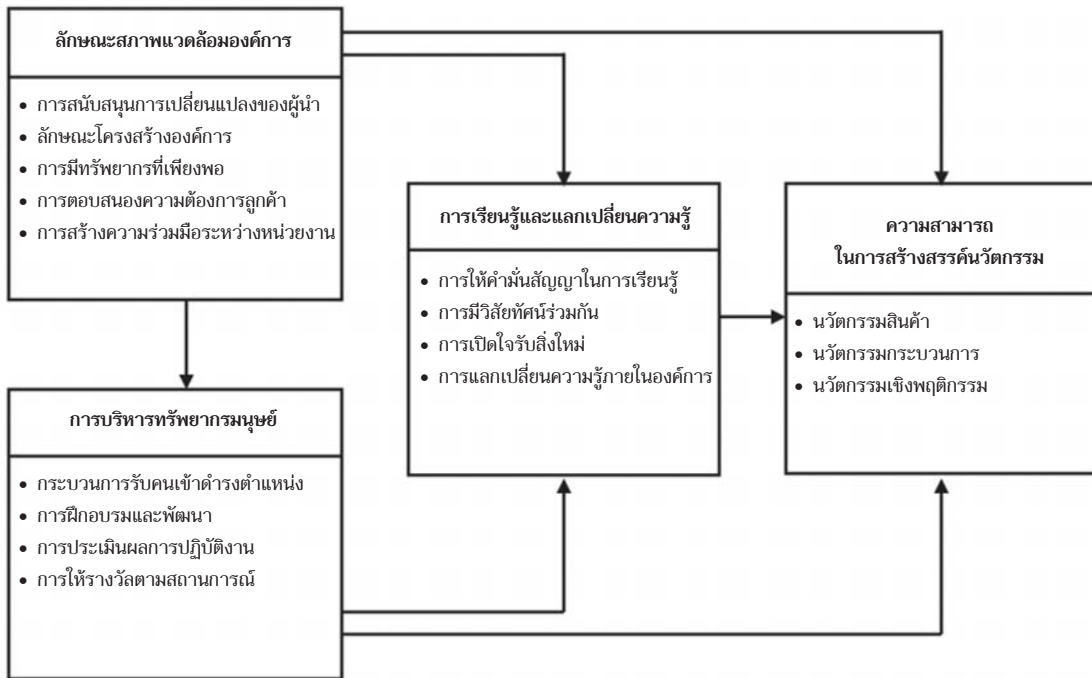 ลักษณะสภาพแวดล้อมองค์การ
• การสนับสนุนการเปลี่ยนแปลงของผู้นำ
• ลักษณะโครงสร้างองค์การ
• การมีทรัพยากรที่เพียงพอ
• การตอบสนองความต้องการลูกค้า
• การสร้างความร่วมมือระหว่างหน่วยงาน
การบริหารทรัพยากรมนุษย์
• กระบวนการรับคนเข้าดำรงตำแหน่ง
• การฝึกอบรมและพัฒนา
• การประเมินผลการปฏิบัติงาน
• การให้รางวัลตามสถานการณ์
การเรียนรู้และแลกเปลี่ยนความรู้
• การให้คำมั่นสัญญาในการเรียนรู้
• การมีวิสัยทัศน์ร่วมกัน
• การเปิดใจรับสิ่งใหม่
• การแลกเปลี่ยนความรู้ภายในองค์การ
ความสามารถ
ในการสร้างสรรค์นวัตกรรม
• นวัตกรรมสินค้า
• นวัตกรรมกระบวนการ
• นวัตกรรมเชิงพฤติกรรม